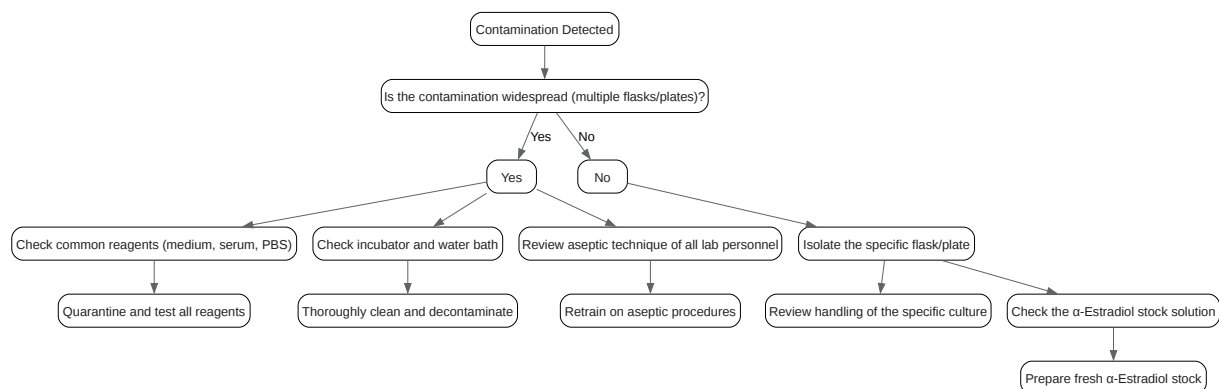 Contamination Detected
Is the contamination widespread (multiple flasks/plates)?
Yes
No
Yes
No
Check common reagents (medium, serum, PBS)
Check incubator and water bath
Review aseptic technique of all lab personnel
Isolate the specific flask/plate
Quarantine and test all reagents
Thoroughly clean and decontaminate
Retrain on aseptic procedures
Review handling of the specific culture
Check the α-Estradiol stock solution
Prepare fresh α-Estradiol stock